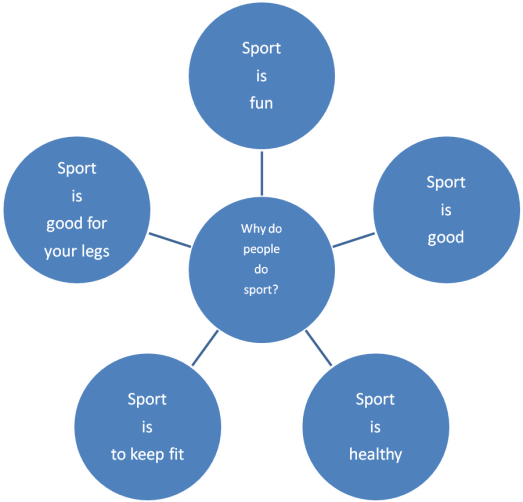 Sport
is
fun
Sport
is
good for
your legs
Sport
is
good
Why do
people
do
sport?
Sport
is
to keep fit
Sport
is
healthy